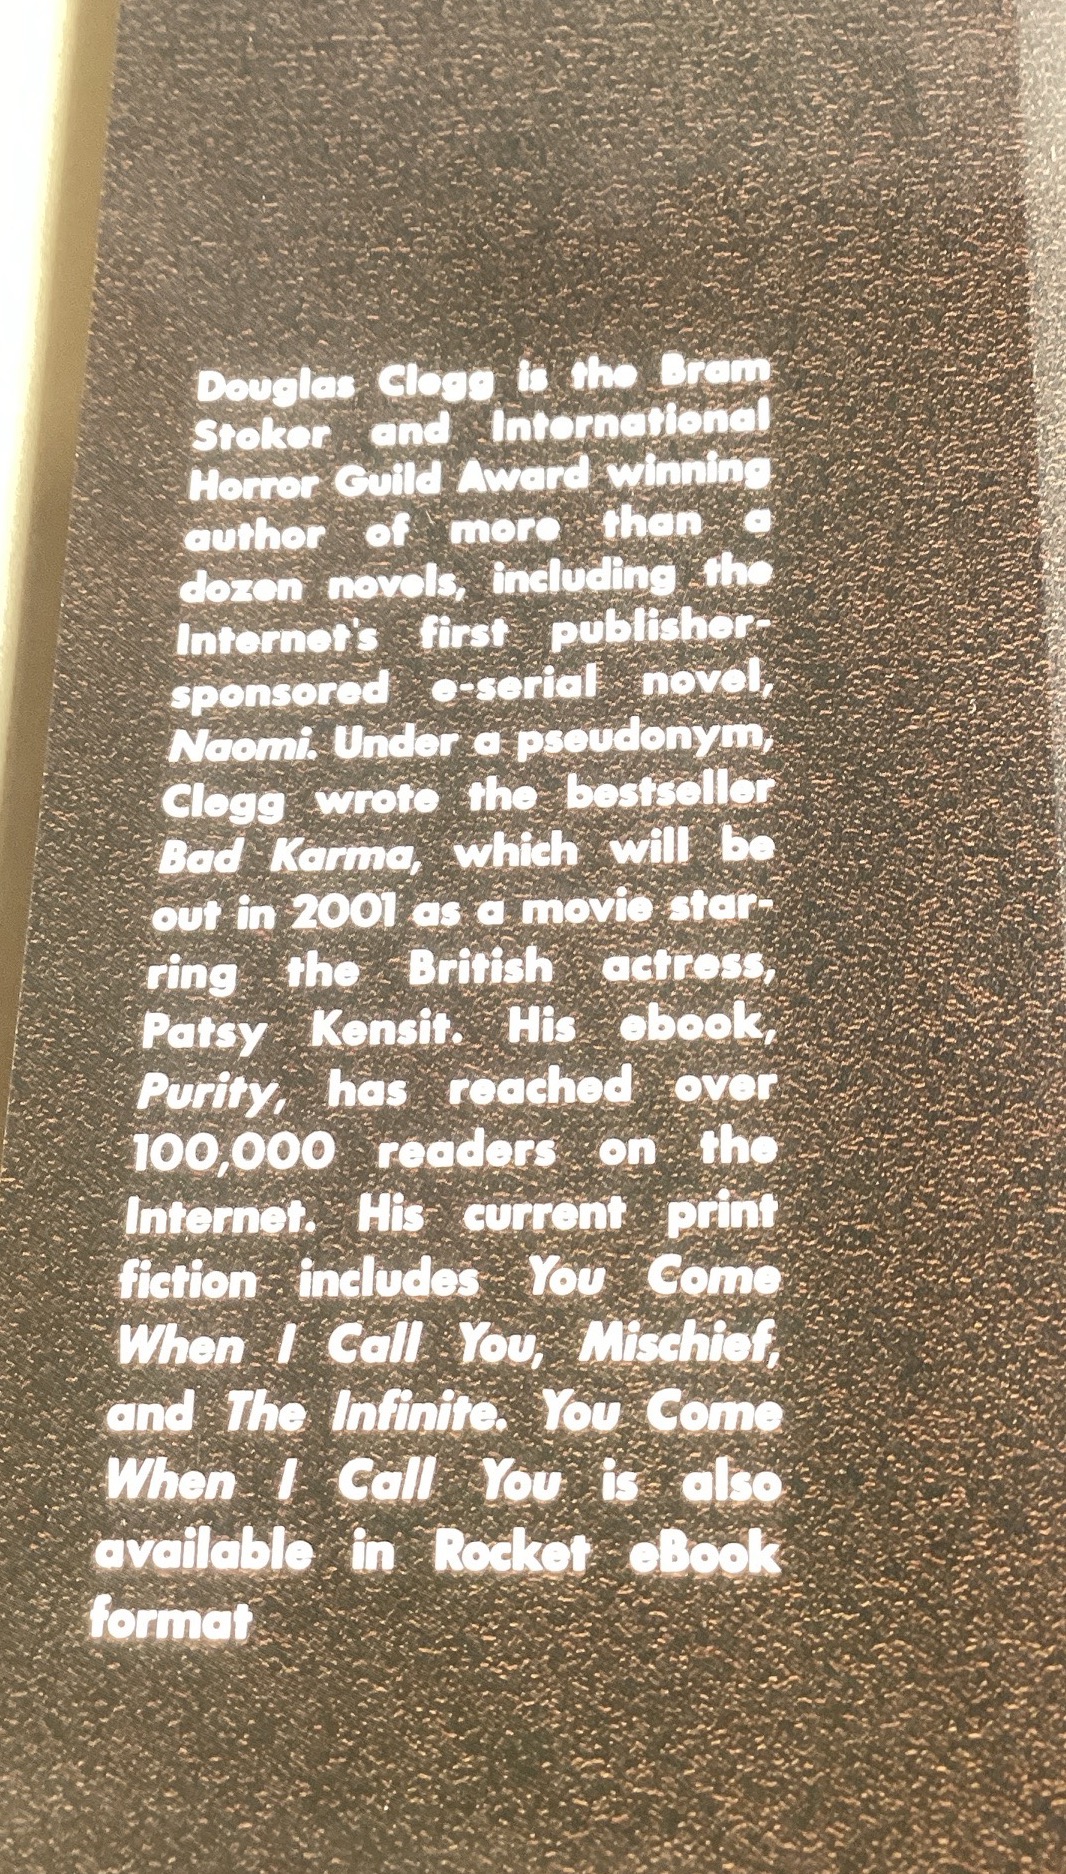 Douglas Clegg is the Bram
Stoker and International
Horror Guild Award winning
author of more than a
dozen novels, including the
Internet's first publisher-
sponsored e-serial novel,
Naomi. Under a pseudonym,
Clegg wrote the bestseller
Bad Karma, which will be
out in 2001 as a movie star-
ring the British actress,
Patsy Kensit. His ebook,
Purity, has reached over
100,000 readers on the
Internet. His current print
fiction includes You Come
When I Call You, Mischief,
and The Infinite. You Come
When I Call You is also
available in Rocket eBook
format